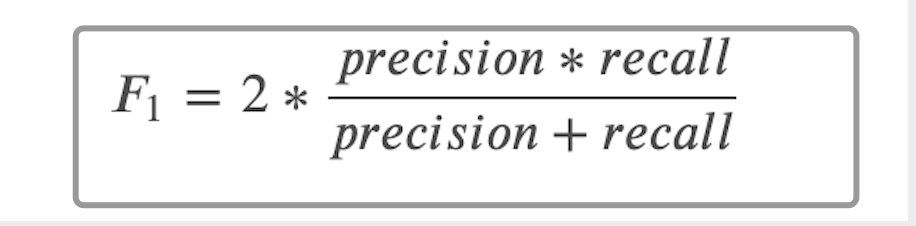 F₁ = 2 * precision * recall / precision + recall